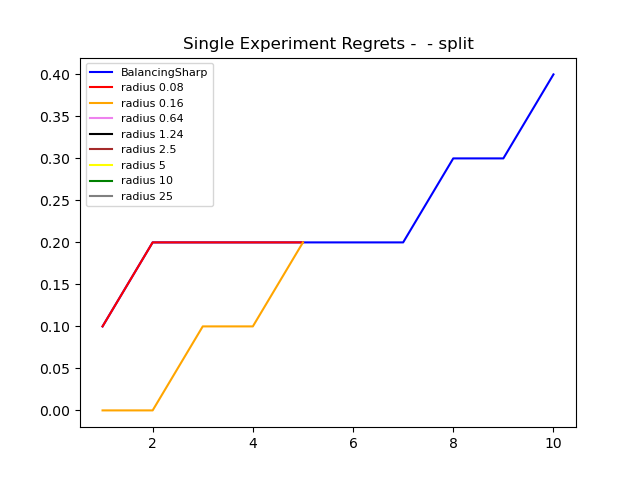 Single Experiment Regrets -  - split
BalancingSharp
radius 0.08
radius 0.16
radius 0.64
radius 1.24
radius 2.5
radius 5
radius 10
radius 25
0.40
0.35
0.30
0.25
0.20
0.15
0.10
0.05
0.00
2 4 6 8 10